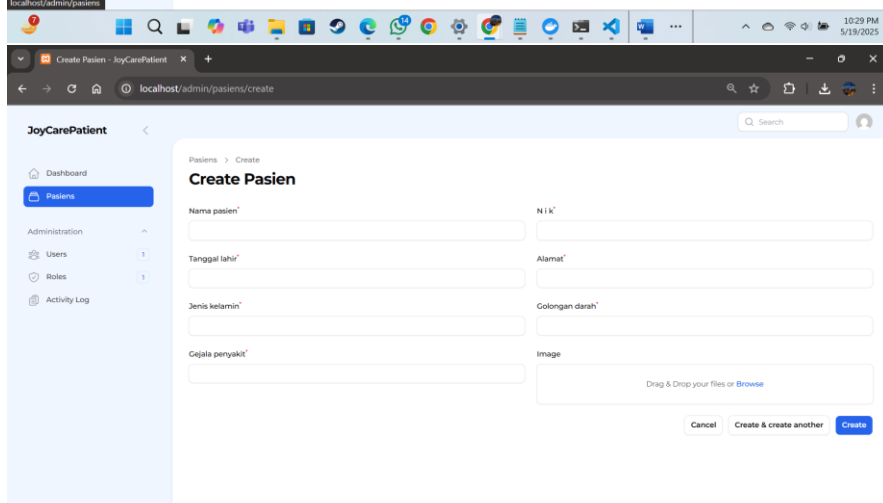 localhost/admin/pasiens
10:29 PM
5/19/2025
Create Pasien - JoyCarePatient
localhost/admin/pasiens/create
JoyCarePatient
Search
Dashboard
Pasiens
Administration
Users 1
Roles 1
Activity Log
Pasiens > Create
Create Pasien
Nama pasien*
N i k*
Tanggal lahir*
Alamat*
Jenis kelamin*
Golongan darah*
Gejala penyakit*
Image
Drag & Drop your files or Browse
Cancel
Create & create another
Create